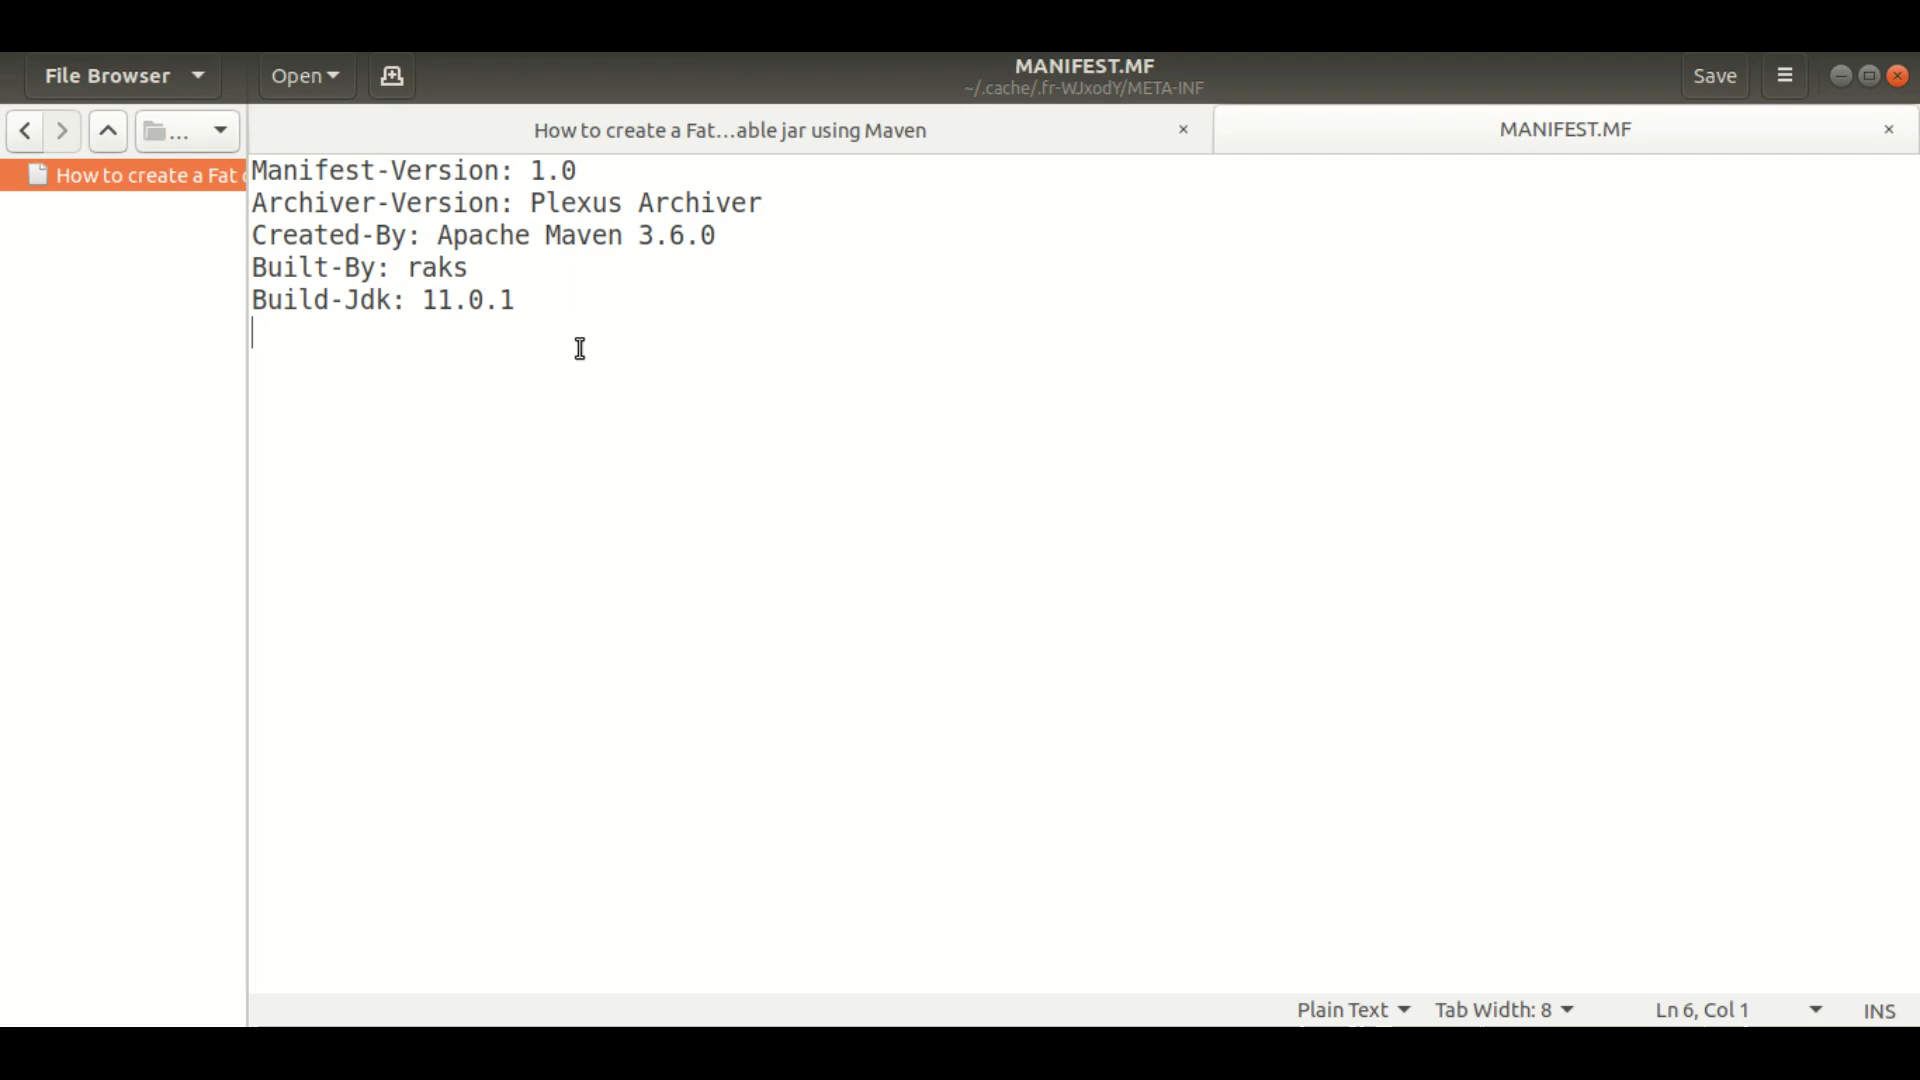 File Browser
Open
MANIFEST.MF
~/.cache/.fr-WJxodY/META-INF
Save
...
How to create a Fat...able jar using Maven
MANIFEST.MF
How to create a Fat
Manifest-Version: 1.0
Archiver-Version: Plexus Archiver
Created-By: Apache Maven 3.6.0
Built-By: raks
Build-Jdk: 11.0.1
Plain Text
Tab Width: 8
Ln 6, Col 1
INS